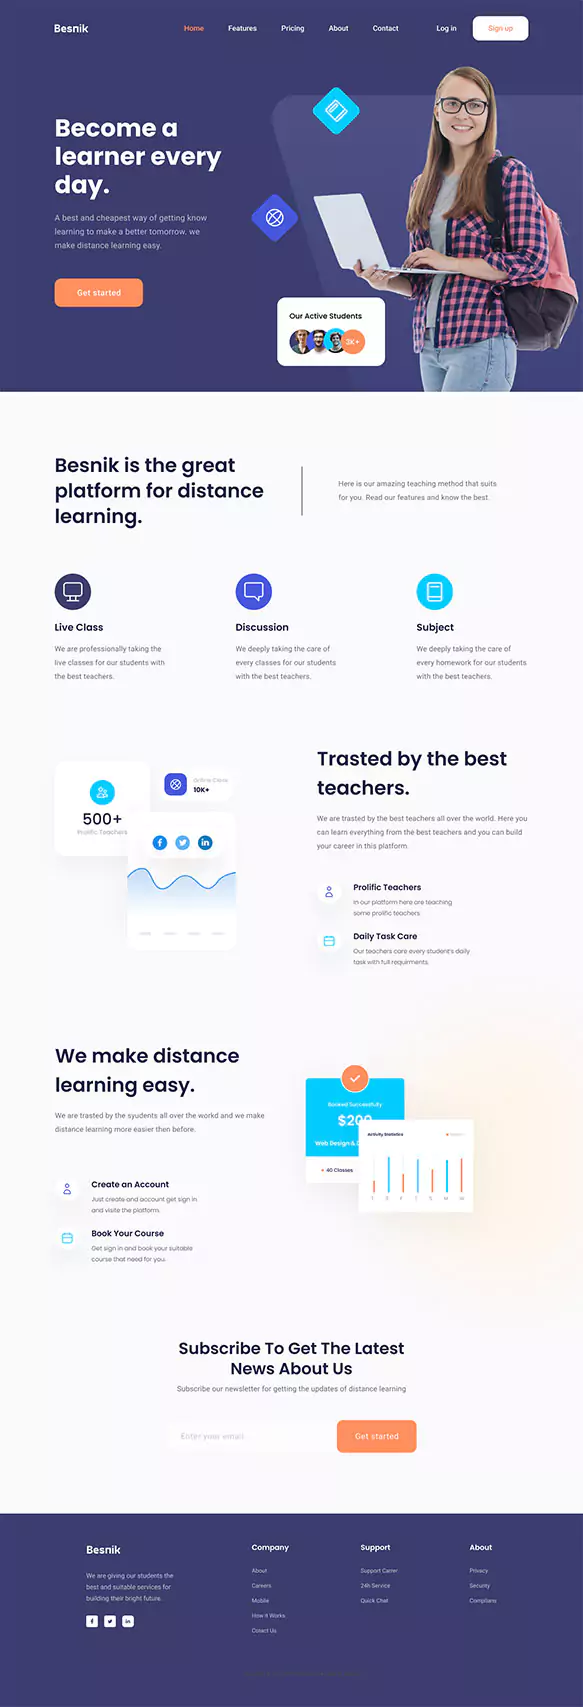 Besnik
Home Features Pricing About Contact Log in Sign up
Become a
learner every
day.
A best and cheapest way of getting know
learning to make a better tomorrow. we
make distance learning easy.
Get started
Our Active Students
3K+
Besnik is the great
platform for distance
learning.
Here is our amazing teaching method that suits
for you. Read our features and know the best.
Live Class
We are professionally taking the
live classes for our students with
the best teachers.
Discussion
We deeply taking the care of
every classes for our students
with the best teachers.
Subject
We deeply taking the care of
every homework for our students
with the best teachers.
500+
Prolific Teachers
Online Class
10K+
Trasted by the best
teachers.
We are trasted by the best teachers all over the world. Here you
can learn everything from the best teachers and you can build
your career in this platform.
Prolific Teachers
In our platform here are teaching
some prolific teachers.
Daily Task Care
Our teachers care every student's daily
task with full requirments.
We make distance
learning easy.
We are trasted by the syudents all over the workd and we make
distance learning more easier then before.
Create an Account
Just create and account get sign in
and visite the platform.
Book Your Course
Get sign in and book your suitable
course that need for you.
Booked Successfully
$200
Web Design &
+ 40 Classes
Activity Statistics
Subscribe To Get The Latest
News About Us
Subscribe our newsletter for getting the updates of distance learning
Enter your email
Get started
Besnik
We are giving our students the
best and suitable services for
building their bright future.
Company
About
Careers
Mobile
How it Works
Cotact Us
Support
Support Carrer
24h Service
Quick Chat
About
Privacy
Security
Complians